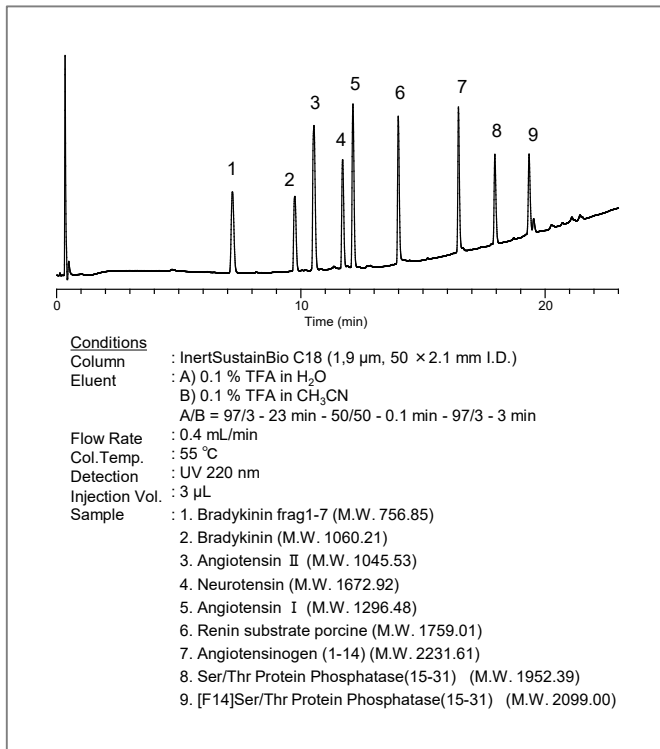 5
7
3
6
4
8
9
1
2
0
10
20
Time (min)
Conditions
Column : InertSustainBio C18 (1,9 µm, 50 ×2.1 mm I.D.)
Eluent : A) 0.1 % TFA in H₂O
B) 0.1 % TFA in CH₃CN
A/B = 97/3 - 23 min - 50/50 - 0.1 min - 97/3 - 3 min
Flow Rate : 0.4 mL/min
Col.Temp. : 55 ℃
Detection : UV 220 nm
Injection Vol. : 3 µL
Sample : 1. Bradykinin frag1-7 (M.W. 756.85)
2. Bradykinin (M.W. 1060.21)
3. Angiotensin Ⅱ (M.W. 1045.53)
4. Neurotensin (M.W. 1672.92)
5. Angiotensin Ⅰ (M.W. 1296.48)
6. Renin substrate porcine (M.W. 1759.01)
7. Angiotensinogen (1-14) (M.W. 2231.61)
8. Ser/Thr Protein Phosphatase(15-31) (M.W. 1952.39)
9. [F14]Ser/Thr Protein Phosphatase(15-31) (M.W. 2099.00)